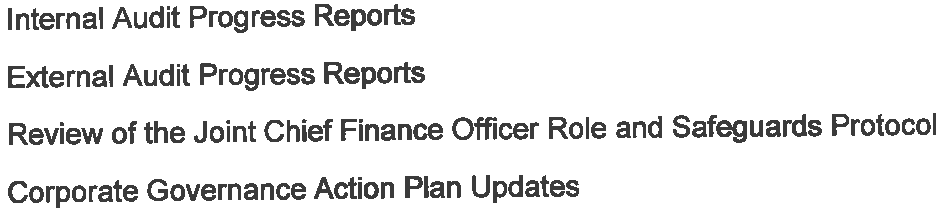 Internal Audit Progress Reports
External Audit Progress Reports
Review of the Joint Chief Finance Officer Role and Safeguards Protocol
Corporate Governance Action Plan Updates